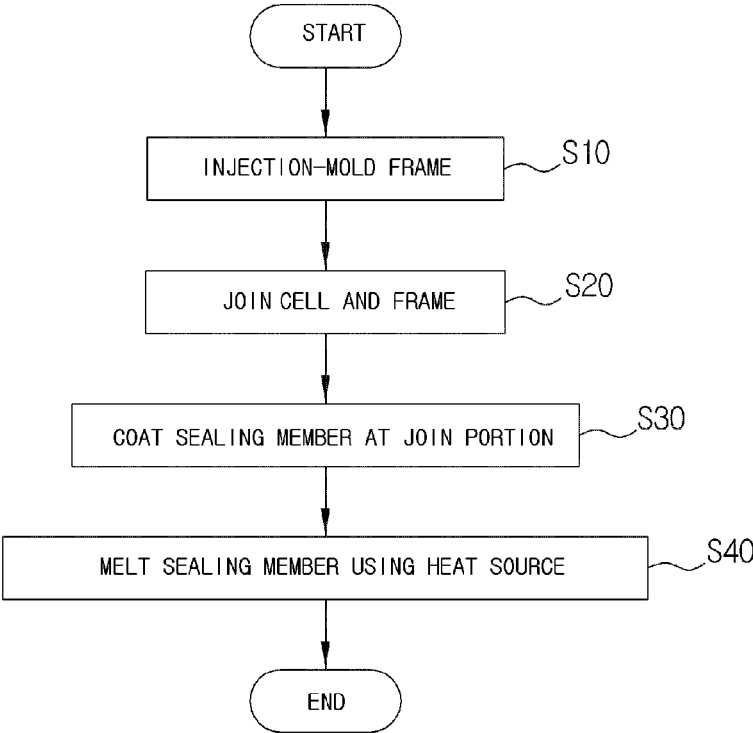 START
INJECTION-MOLD FRAME
S10
JOIN CELL AND FRAME
S20
COAT SEALING MEMBER AT JOIN PORTION
S30
MELT SEALING MEMBER USING HEAT SOURCE
S40
END